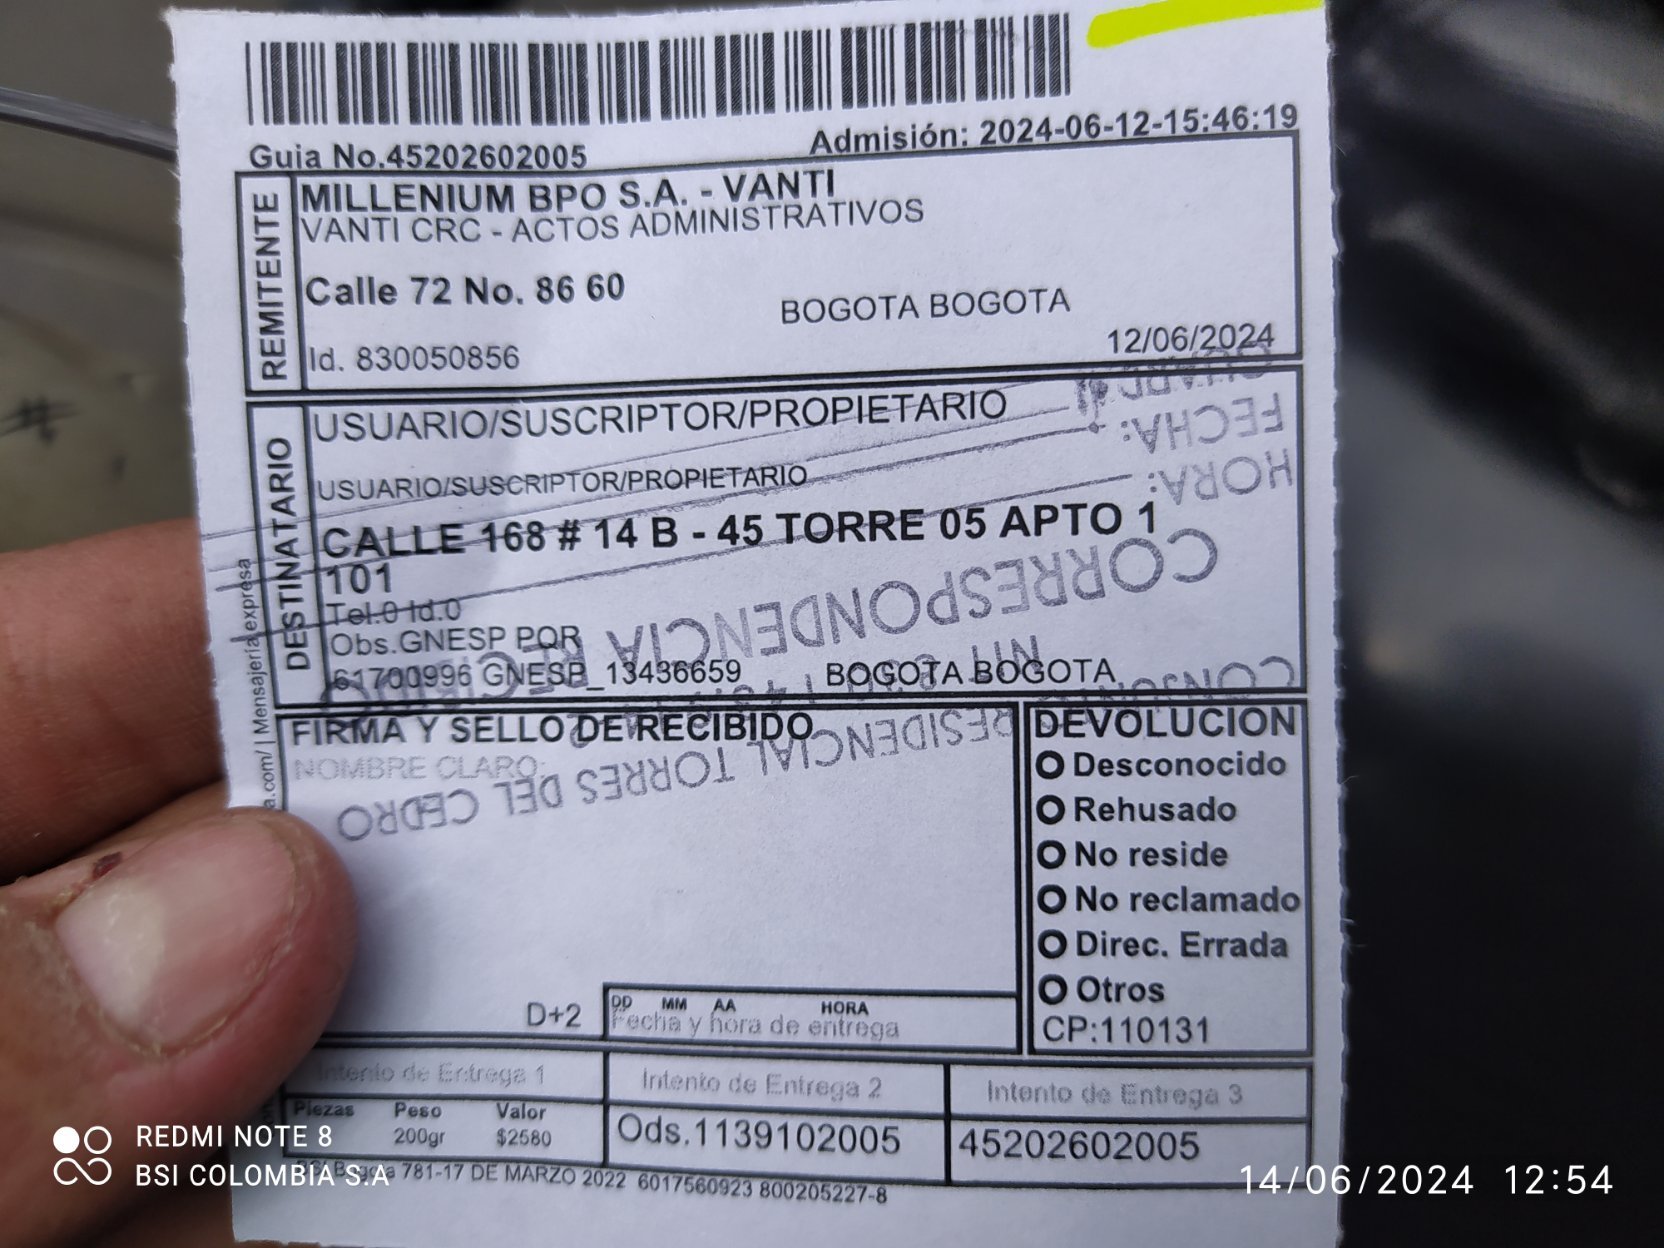 Guia No.45202602005
Admisión: 2024-06-12-15:46:19
REMITENTE
MILLENIUM BPO S.A. - VANTI
VANTI CRC - ACTOS ADMINISTRATIVOS
Calle 72 No. 86 60
BOGOTA BOGOTA
Id. 830050856
12/06/2024
DESTINATARIO
USUARIO/SUSCRIPTOR/PROPIETARIO
USUARIO/SUSCRIPTOR/PROPIETARIO
CALLE 168 # 14 B - 45 TORRE 05 APTO 1
101
Tel.0 Id.0
Obs.GNESP POR
61700996 GNESP_13436659
BOGOTA BOGOTA
a.com/ | Mensajería expresa
FIRMA Y SELLO DE RECIBIDO
NOMBRE CLARO:
D+2
DD MM AA HORA
Fecha y hora de entrega
DEVOLUCION
Desconocido
Rehusado
No reside
No reclamado
Direc. Errada
Otros
CP:110131
CONJUNTO RESIDENCIAL TORRES DEL CEDRO
NIT
CORRESPONDENCIA RECIBIDA
HORA:
FECHA:
Intento de Entrega 1
Intento de Entrega 2
Intento de Entrega 3
Piezas Peso Valor
200gr $2580
Ods.1139102005
45202602005
Bogota 781-17 DE MARZO 2022 6017560923 800205227-8
REDMI NOTE 8
BSI COLOMBIA S.A
14/06/2024 12:54